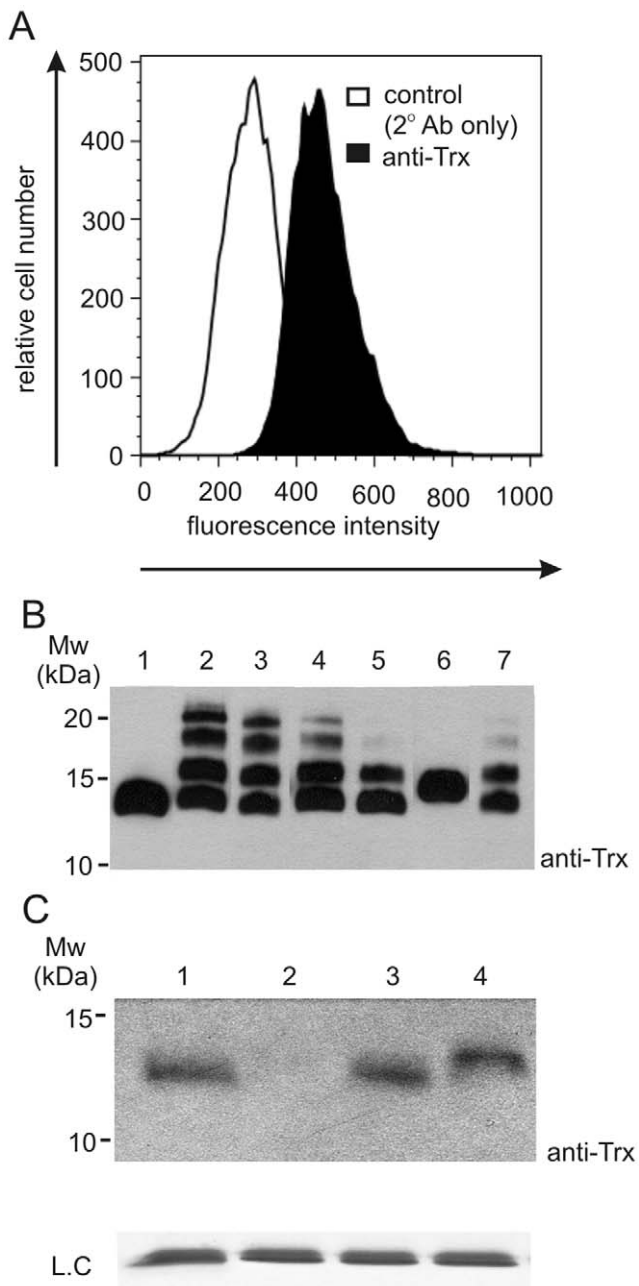 A
500
400
300
200
100
0
relative cell number
control
(2° Ab only)
anti-Trx
0 200 400 600 800 1000
fluorescence intensity
B
Mw
(kDa)
1 2 3 4 5 6 7
20
15
10
anti-Trx
C
Mw
(kDa)
1 2 3 4
15
10
anti-Trx
L.C